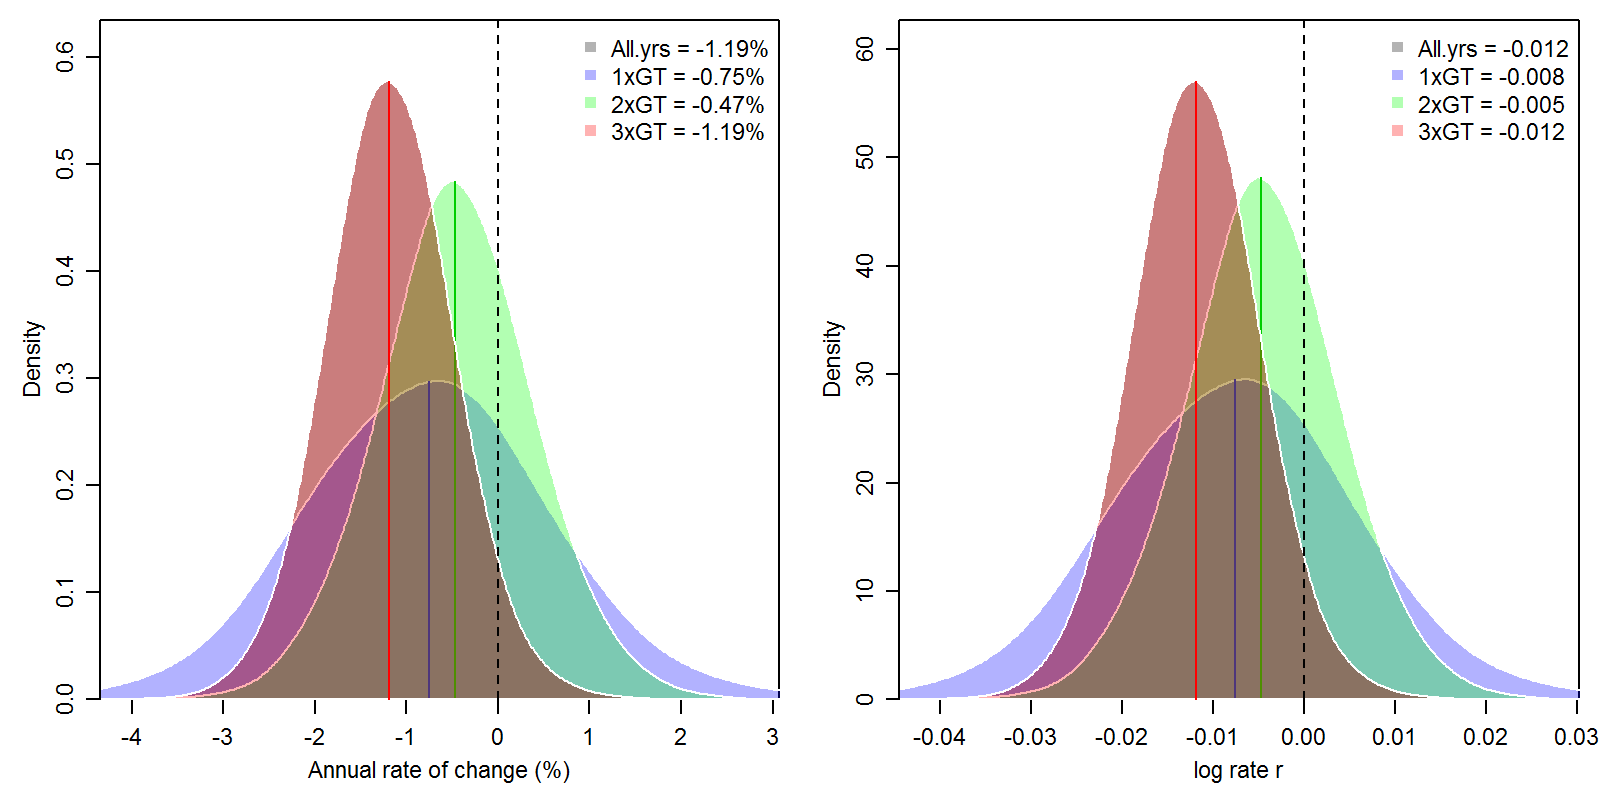 All.yrs = -1.19%
1xGT = -0.75%
2xGT = -0.47%
3xGT = -1.19%
0.6
0.5
0.4
0.3
0.2
0.1
0.0
Density
-4 -3 -2 -1 0 1 2 3
Annual rate of change (%)
All.yrs = -0.012
1xGT = -0.008
2xGT = -0.005
3xGT = -0.012
60
50
40
30
20
10
0
Density
-0.04 -0.03 -0.02 -0.01 0.00 0.01 0.02 0.03
log rate r